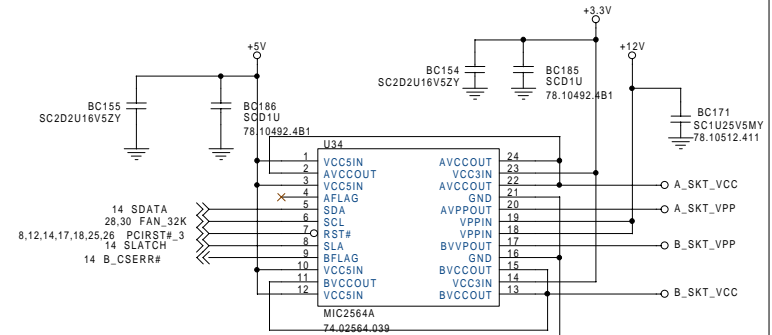 +3.3V
+5V
+12V
BC154
SC2D2U16V5ZY
BC185
SCD1U
78.10492.4B1
BC155
SC2D2U16V5ZY
BC186
SCD1U
78.10492.4B1
BC171
SC1U25V5MY
78.10512.411
U34
1 VCC5IN AVCCOUT 24
2 AVCCOUT VCC3IN 23
3 VCC5IN AVCCOUT 22 A_SKT_VCC
4 AFLAG GND 21
14 SDATA 5 SDA AVPPOUT 20 A_SKT_VPP
28,30 FAN_32K 6 SCL VPPIN 19
8,12,14,17,18,25,26 PCIRST#_3 7 RST# VPPIN 18
14 SLATCH 8 SLA BVVPOUT 17 B_SKT_VPP
14 B_CSERR# 9 BFLAG GND 16
10 VCC5IN BVCCOUT 15
11 BVCCOUT VCC3IN 14
12 VCC5IN BVCCOUT 13 B_SKT_VCC
MIC2564A
74.02564.039